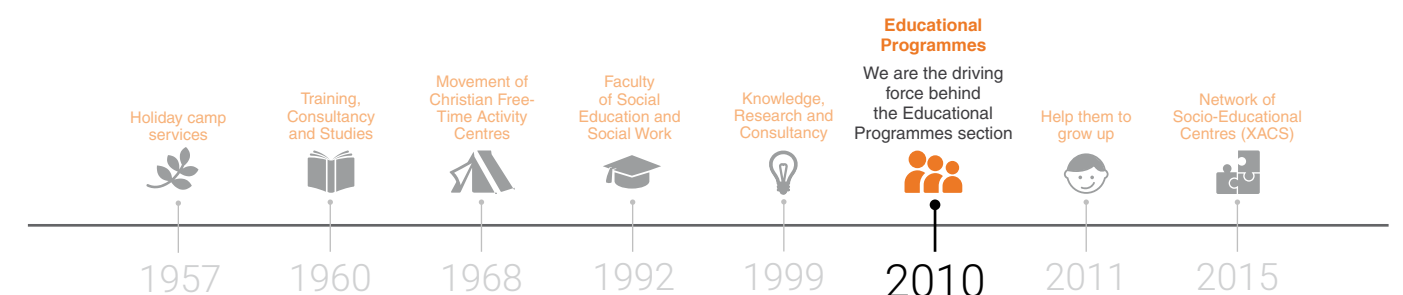 Holiday camp
services
1957
Training,
Consultancy
and Studies
1960
Movement of
Christian Free-
Time Activity
Centres
1968
Faculty
of Social
Education and
Social Work
1992
Knowledge,
Research and
Consultancy
1999
Educational
Programmes
We are the driving
force behind
the Educational
Programmes section
2010
Help them to
grow up
2011
Network of
Socio-Educational
Centres (XACS)
2015